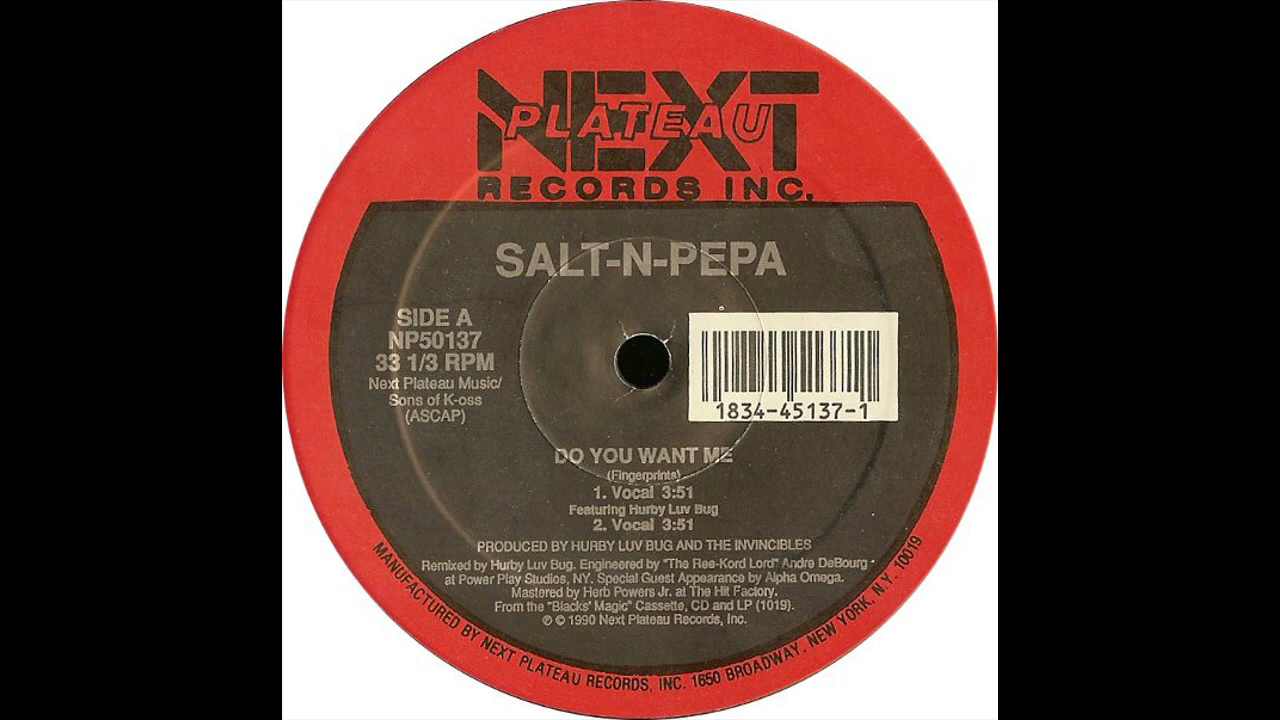 NEXT
PLATEAU
RECORDS INC.
SALT-N-PEPA
SIDE A
NP50137
33 1/3 RPM
Next Plateau Music/
Sons of K-oss
(ASCAP)
1834-45137-1
DO YOU WANT ME
(Fingerprints)
1. Vocal 3:51
Featuring Hurby Luv Bug
2. Vocal 3:51
PRODUCED BY HURBY LUV BUG AND THE INVINCIBLES
Remixed by Hurby Luv Bug. Engineered by "The Ree-Kord Lord" Andre DeBourg
at Power Play Studios, NY. Special Guest Appearance by Alpha Omega.
Mastered by Herb Powers Jr. at The Hit Factory.
From the "Blacks' Magic" Cassette, CD and LP (1019).
℗ © 1990 Next Plateau Records, Inc.
MANUFACTURED BY NEXT PLATEAU RECORDS, INC. 1650 BROADWAY, NEW YORK, N.Y. 10019